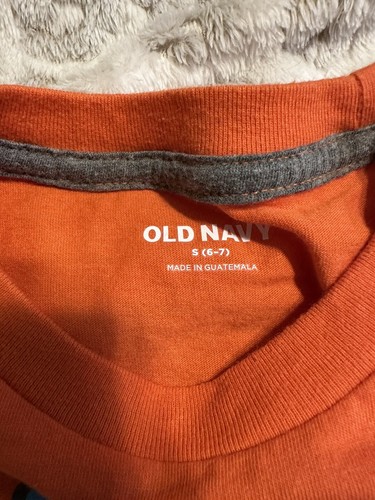 OLD NAVY
S (6-7)
MADE IN GUATEMALA